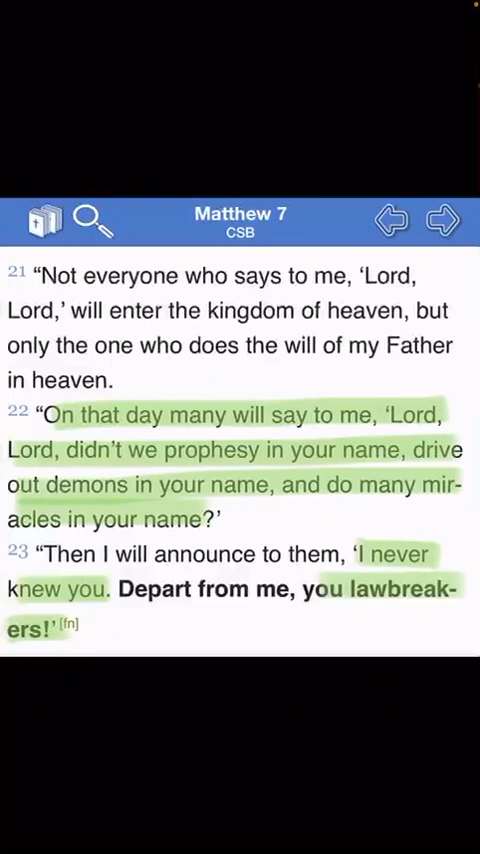 Matthew 7
CSB
21 “Not everyone who says to me, ‘Lord,
Lord,’ will enter the kingdom of heaven, but
only the one who does the will of my Father
in heaven.
22 “On that day many will say to me, ‘Lord,
Lord, didn’t we prophesy in your name, drive
out demons in your name, and do many mir-
acles in your name?’
23 “Then I will announce to them, ‘I never
knew you. Depart from me, you lawbreak-
ers!’ [fn]